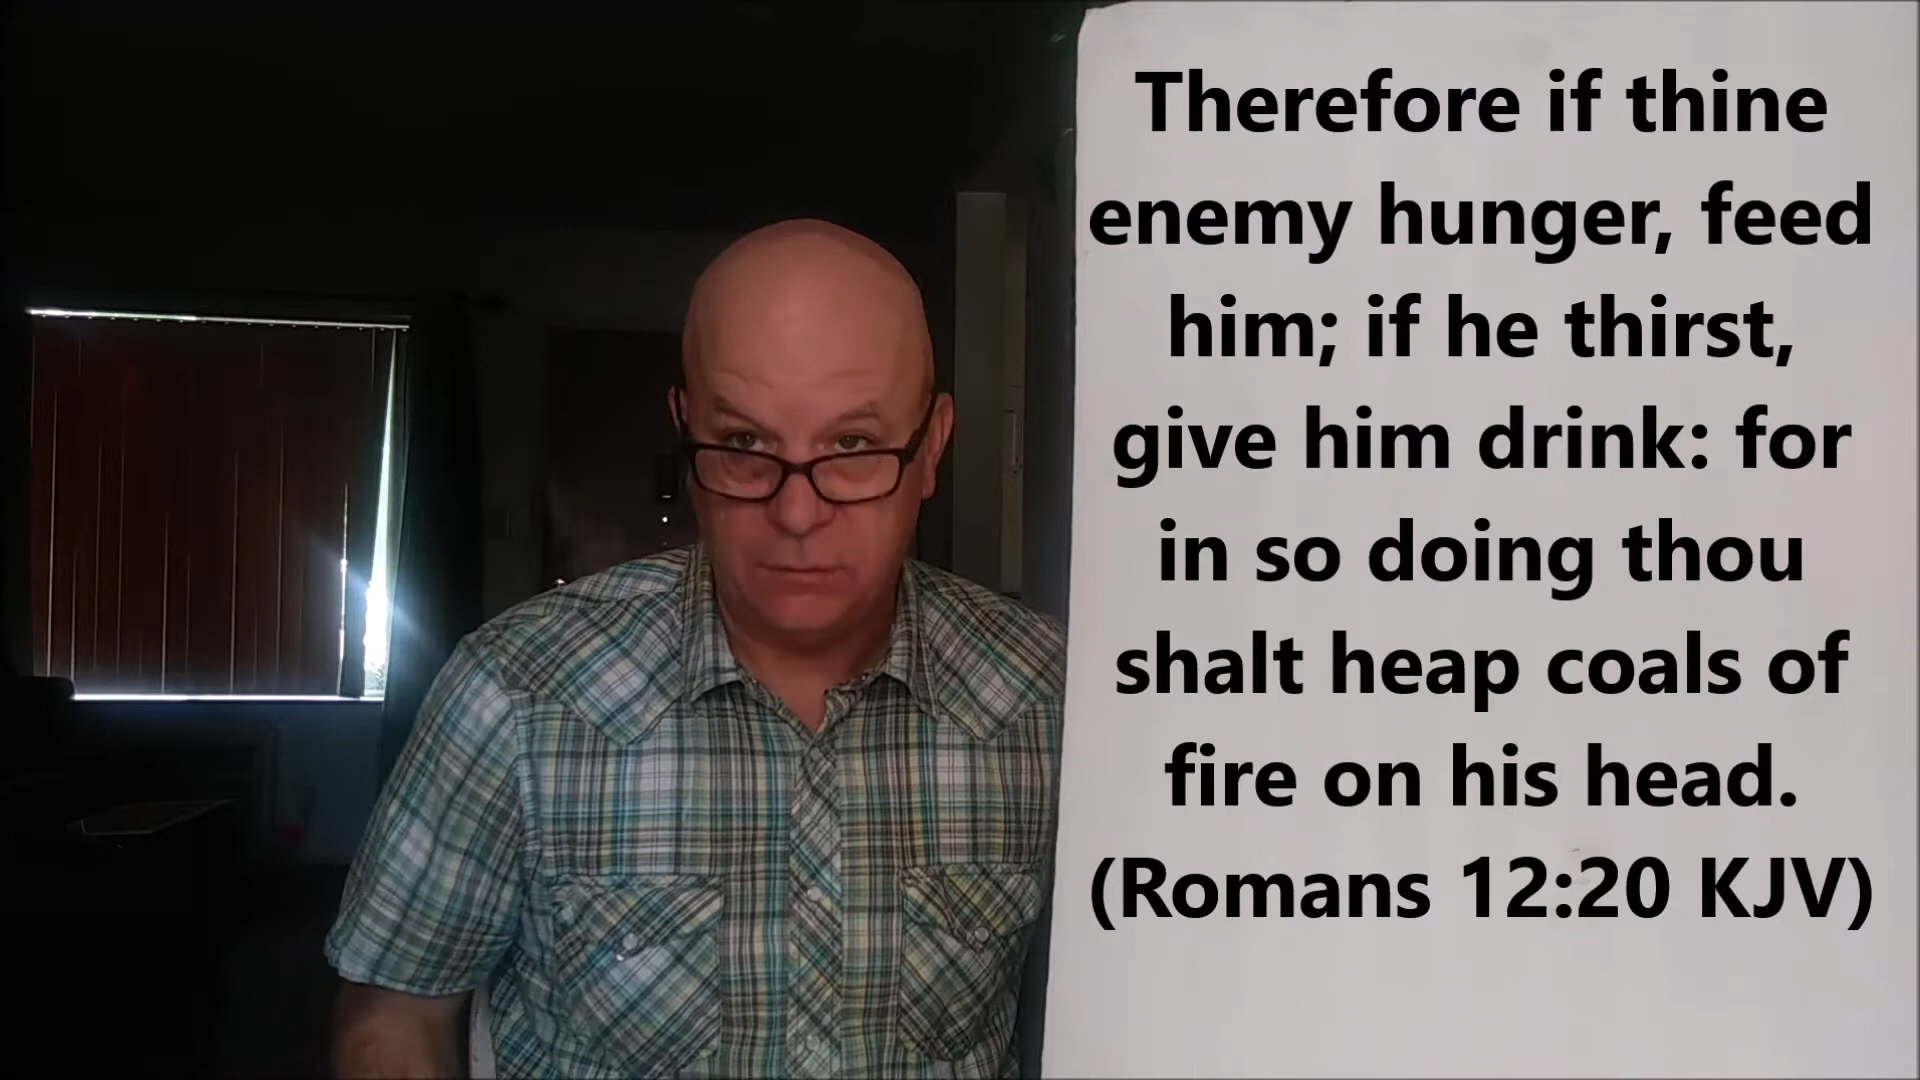 Therefore if thine
enemy hunger, feed
him; if he thirst,
give him drink: for
in so doing thou
shalt heap coals of
fire on his head.
(Romans 12:20 KJV)